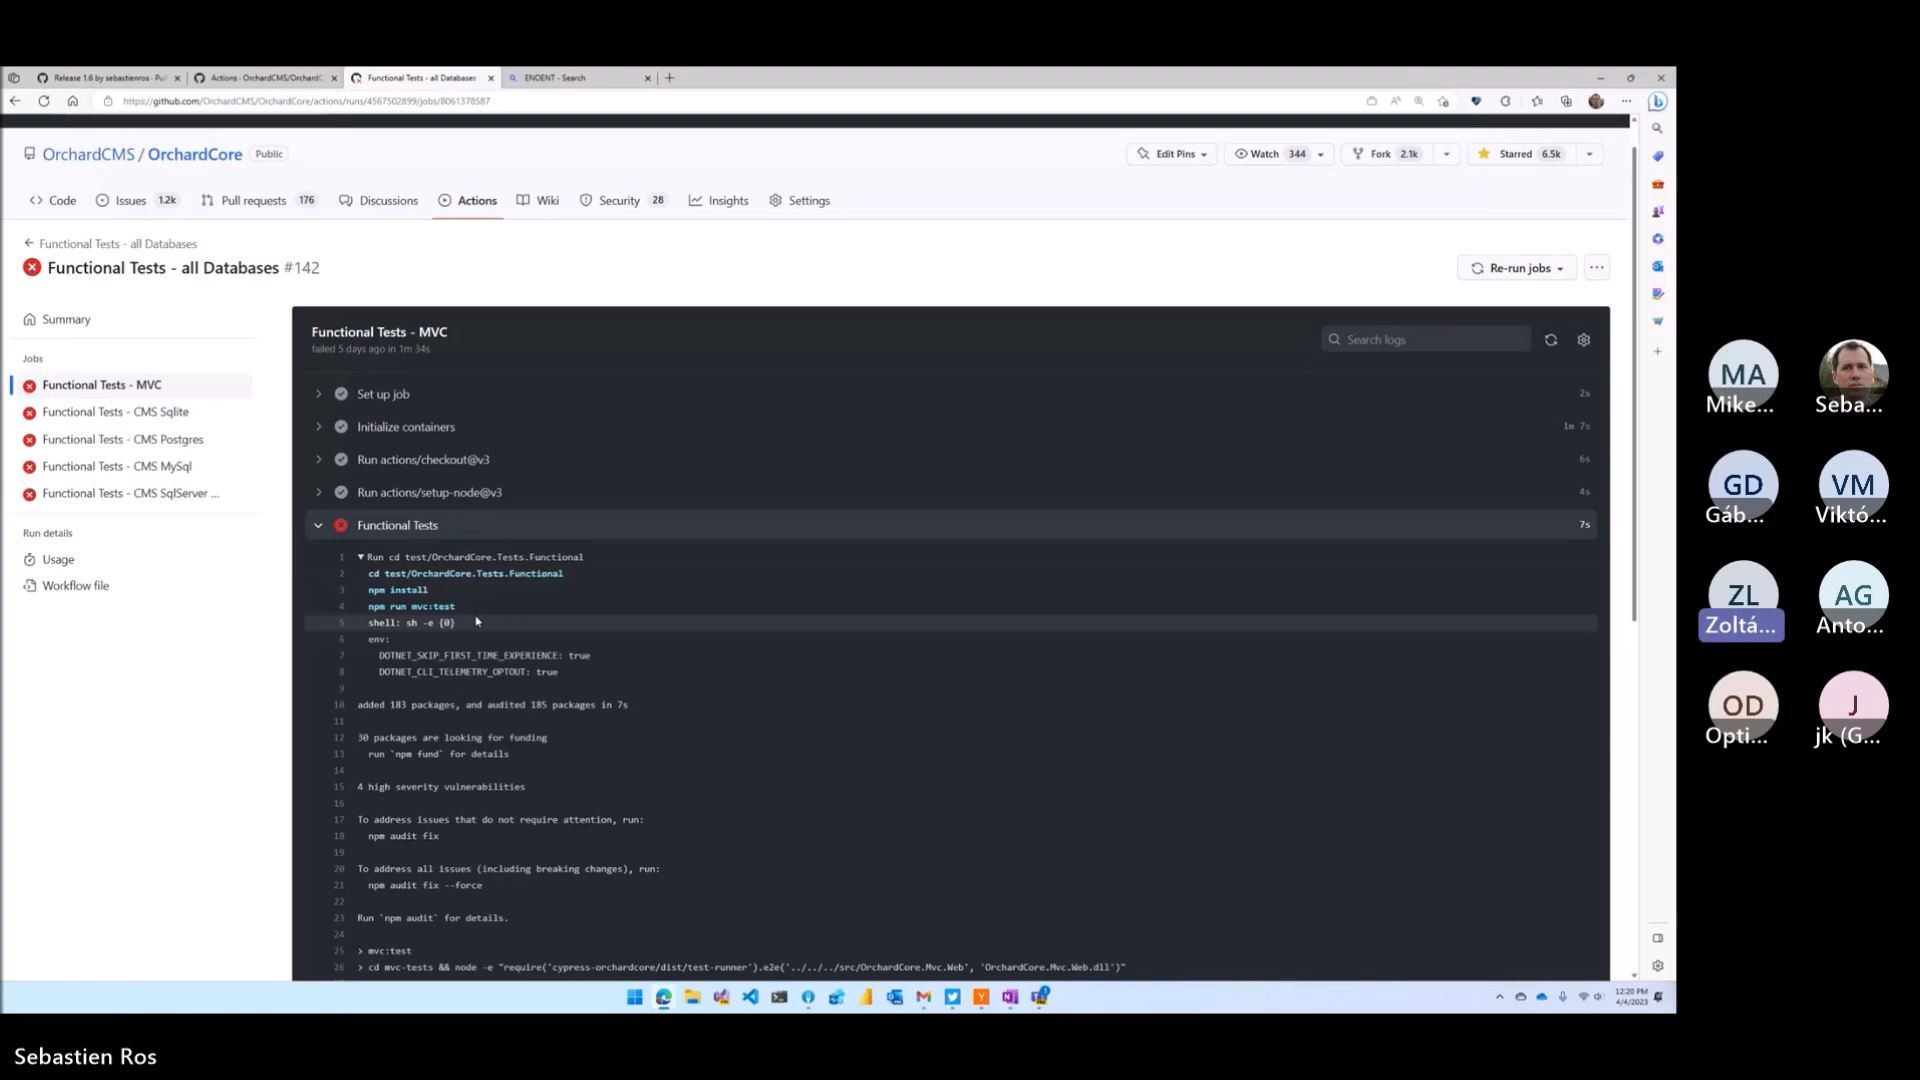 Release 1.6 by sebastienros · Pul
Actions · OrchardCMS/OrchardC
Functional Tests - all Databases
ENOENT - Search
https://github.com/OrchardCMS/OrchardCore/actions/runs/4567502899/jobs/8061378587
OrchardCMS / OrchardCore Public
Edit Pins
Watch 344
Fork 2.1k
Starred 6.5k
Code
Issues 1.2k
Pull requests 176
Discussions
Actions
Wiki
Security 28
Insights
Settings
Functional Tests - all Databases
Functional Tests - all Databases #142
Re-run jobs
Summary
Jobs
Functional Tests - MVC
Functional Tests - CMS Sqlite
Functional Tests - CMS Postgres
Functional Tests - CMS MySql
Functional Tests - CMS SqlServer ...
Run details
Usage
Workflow file
Functional Tests - MVC
failed 5 days ago in 1m 34s
Search logs
Set up job 2s
Initialize containers 1m 7s
Run actions/checkout@v3 6s
Run actions/setup-node@v3 4s
Functional Tests 7s
1 ▼ Run cd test/OrchardCore.Tests.Functional
2 cd test/OrchardCore.Tests.Functional
3 npm install
4 npm run mvc:test
5 shell: sh -e {0}
6 env:
7 DOTNET_SKIP_FIRST_TIME_EXPERIENCE: true
8 DOTNET_CLI_TELEMETRY_OPTOUT: true
9
10 added 183 packages, and audited 185 packages in 7s
11
12 30 packages are looking for funding
13 run `npm fund` for details
14
15 4 high severity vulnerabilities
16
17 To address issues that do not require attention, run:
18 npm audit fix
19
20 To address all issues (including breaking changes), run:
21 npm audit fix --force
22
23 Run `npm audit` for details.
24
25 > mvc:test
26 > cd mvc-tests && node -e "require('cypress-orchardcore/dist/test-runner').e2e('../../../src/OrchardCore.Mvc.Web', 'OrchardCore.Mvc.Web.dll')"
12:20 PM
4/4/2023
MA
Mike...
Seba...
GD
Gáb...
VM
Viktó...
ZL
Zoltá...
AG
Anto...
OD
Opti...
J
jk (G...
Sebastien Ros